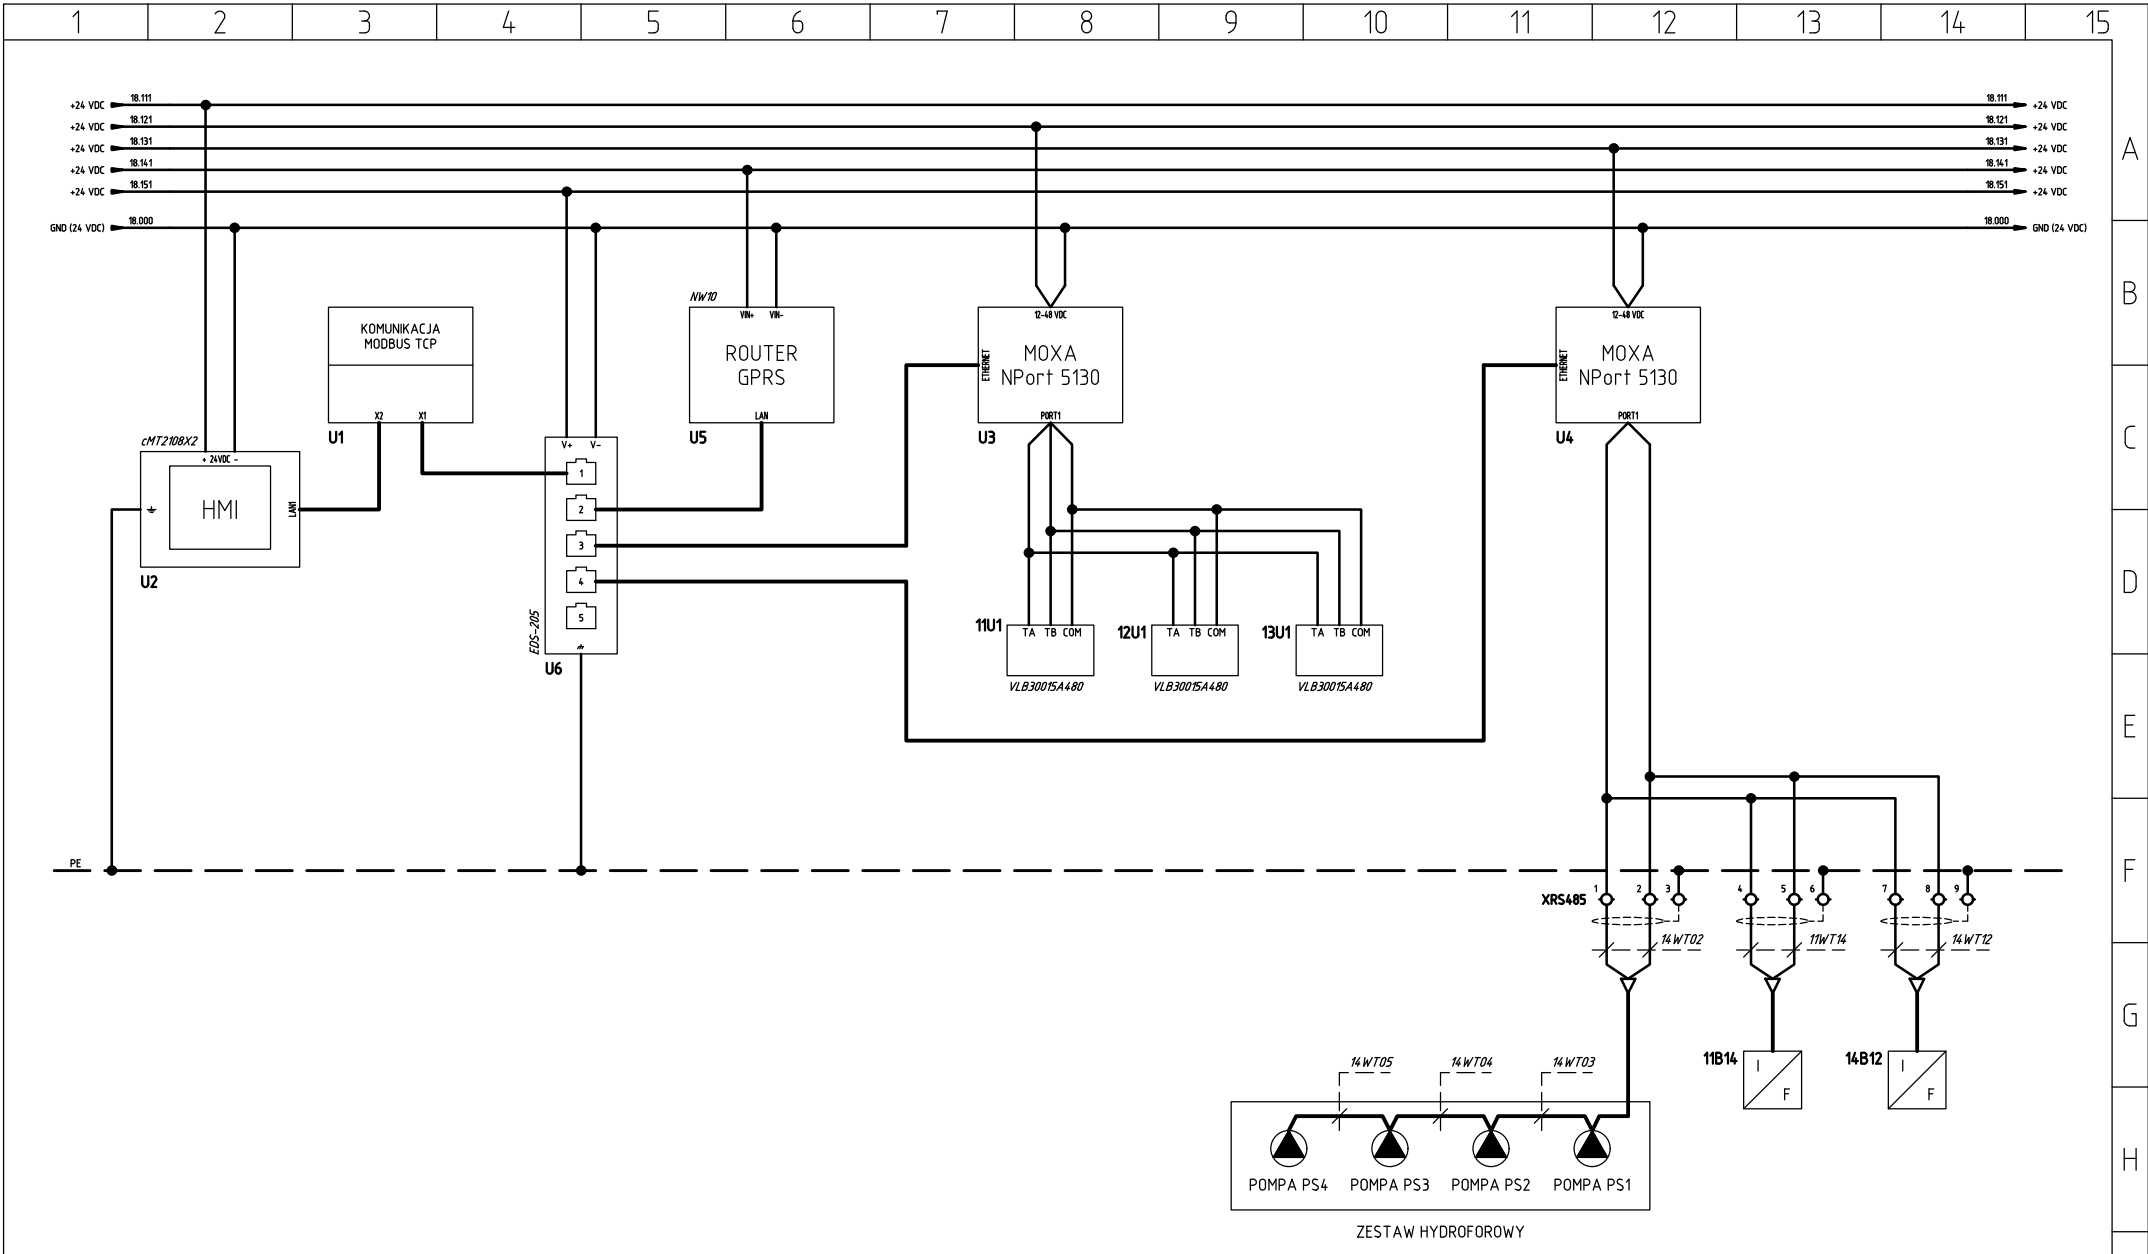 1 2 3 4 5 6 7 8 9 10 11 12 13 14 15
+24 VDC 18.111 18.111 +24 VDC
+24 VDC 18.121 18.121 +24 VDC
+24 VDC 18.131 18.131 +24 VDC
A
+24 VDC 18.141 18.141 +24 VDC
+24 VDC 18.151 18.151 +24 VDC
GND (24 VDC) 18.000 18.000 GND (24 VDC)
B
KOMUNIKACJA
MODBUS TCP
X2 X1
U1
NW10
VIN+ VIN-
ROUTER
GPRS
LAN
U5
12-48 VDC
ETHERNET
MOXA
NPort 5130
PORT1
U3
12-48 VDC
ETHERNET
MOXA
NPort 5130
PORT1
U4
C
cMT2108X2
+ 24VDC -
HMI
LAN1
U2
V+ V-
1
2
3
4
5
EDS-205
U6
D
11U1
TA TB COM
VLB30015A480
12U1
TA TB COM
VLB30015A480
13U1
TA TB COM
VLB30015A480
E
PE
F
XRS485 1 2 3 4 5 6 7 8 9
14WT02 11WT14 14WT12
G
11B14
I
F
14B12
I
F
14WT05 14WT04 14WT03
H
POMPA PS4 POMPA PS3 POMPA PS2 POMPA PS1
ZESTAW HYDROFOROWY